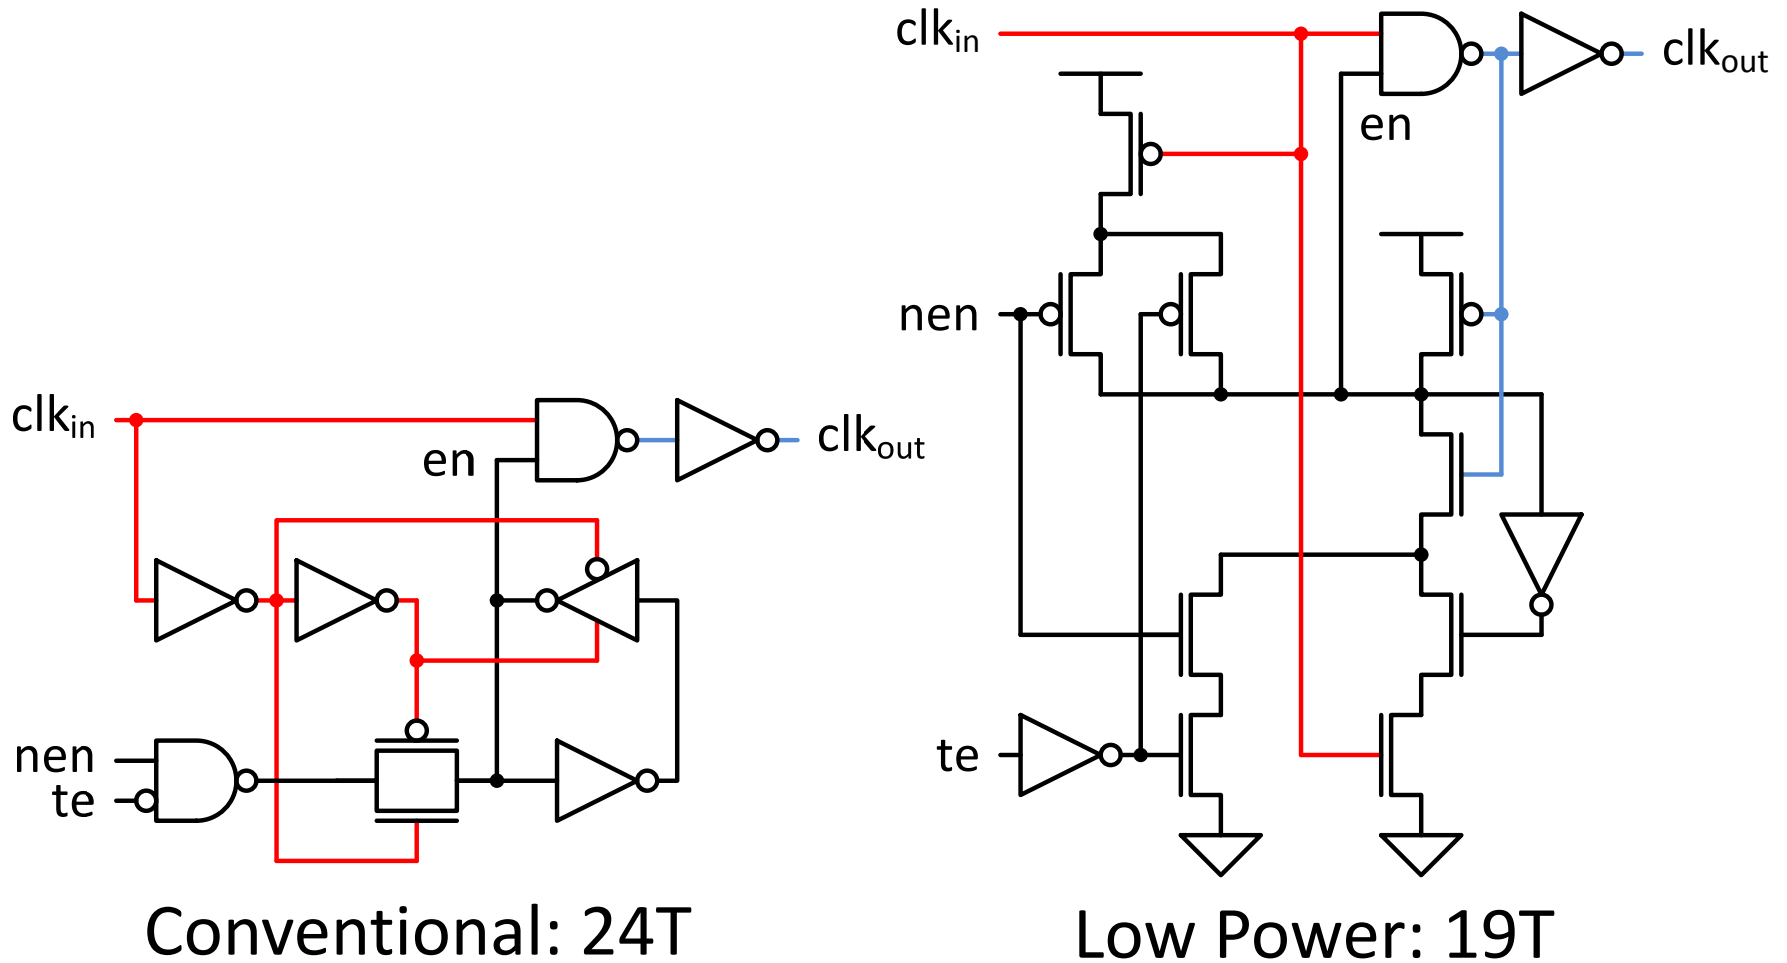 clkin
clkout
en
nen
te
Conventional: 24T
clkin
clkout
en
nen
te
Low Power: 19T